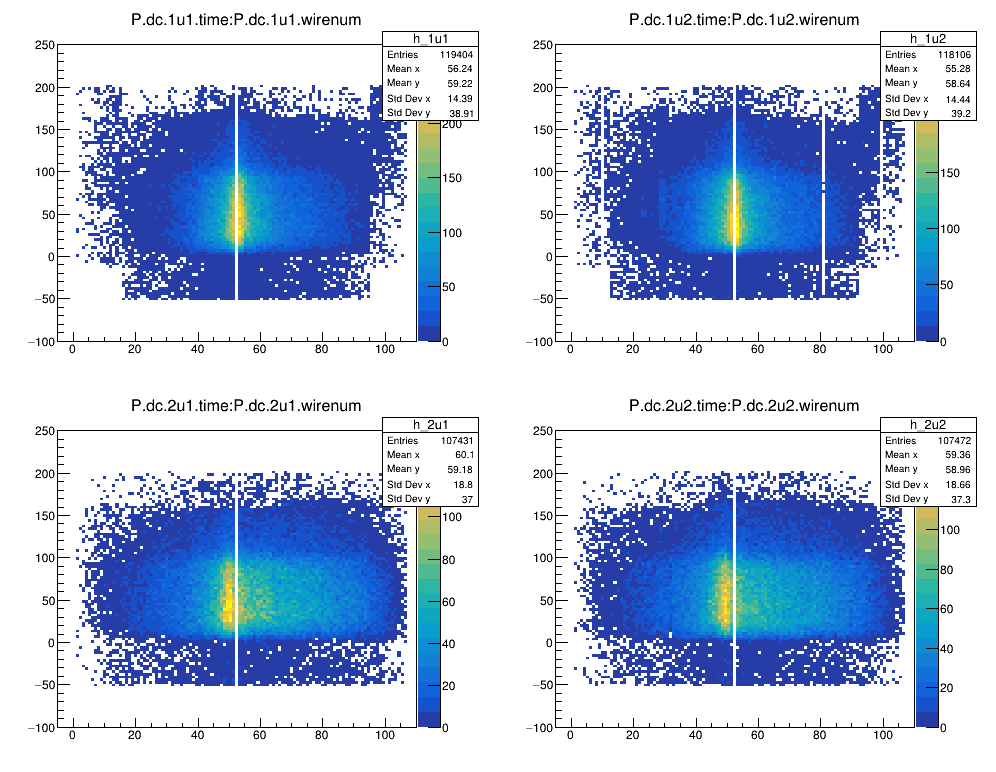 P.dc.1u1.time:P.dc.1u1.wirenum
h_1u1
Entries 119404
Mean x 56.24
Mean y 59.22
Std Dev x 14.39
Std Dev y 38.91
250
200
150
100
50
0
−50
−100
0 20 40 60 80 100
200
150
100
50
0
P.dc.1u2.time:P.dc.1u2.wirenum
h_1u2
Entries 118106
Mean x 55.28
Mean y 58.64
Std Dev x 14.44
Std Dev y 39.2
250
200
150
100
50
0
−50
−100
0 20 40 60 80 100
150
100
50
0
P.dc.2u1.time:P.dc.2u1.wirenum
h_2u1
Entries 107431
Mean x 60.1
Mean y 59.18
Std Dev x 18.8
Std Dev y 37
250
200
150
100
50
0
−50
−100
0 20 40 60 80 100
100
80
60
40
20
0
P.dc.2u2.time:P.dc.2u2.wirenum
h_2u2
Entries 107472
Mean x 59.36
Mean y 58.96
Std Dev x 18.66
Std Dev y 37.3
250
200
150
100
50
0
−50
−100
0 20 40 60 80 100
100
80
60
40
20
0